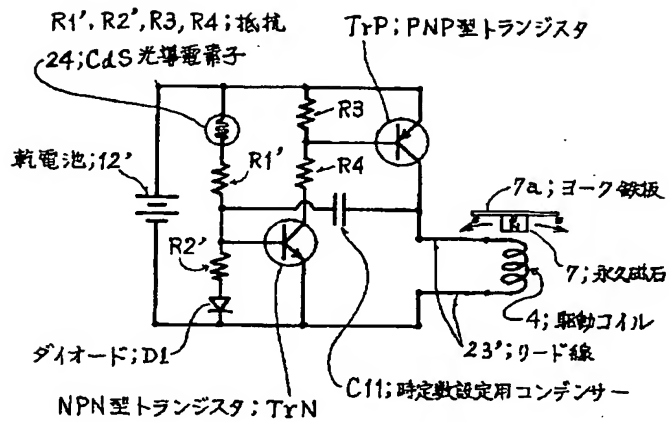 R1', R2', R3, R4;抵抗
TrP; PNP型トランジスタ
24; CdS光導電素子
R3
乾電池; 12'
R1'
R4
7a; ヨーク鉄板
R2'
7; 永久磁石
4; 駆動コイル
ダイオード; D1
23'; リード線
C11; 時定数設定用コンデンサー
NPN型トランジスタ; TrN